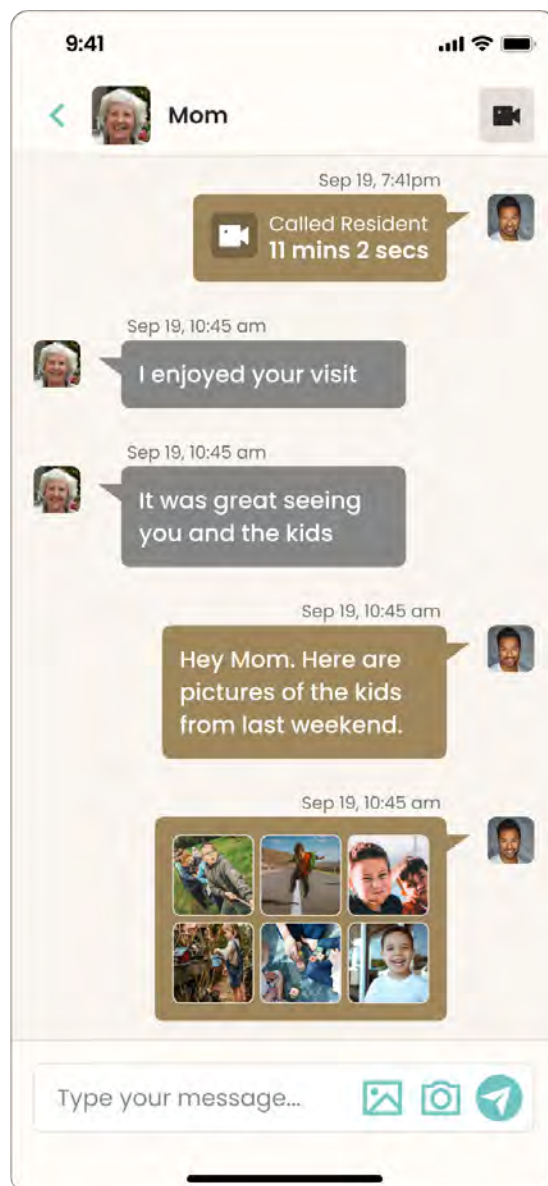 9:41
Mom
Sep 19, 7:41pm
Called Resident
11 mins 2 secs
Sep 19, 10:45 am
I enjoyed your visit
Sep 19, 10:45 am
It was great seeing
you and the kids
Sep 19, 10:45 am
Hey Mom. Here are
pictures of the kids
from last weekend.
Sep 19, 10:45 am
Type your message...